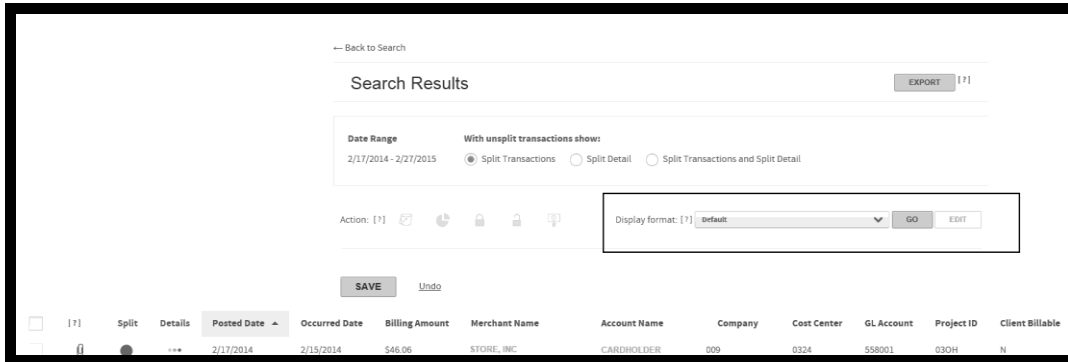 ← Back to Search
Search Results
EXPORT [?]
Date Range With unsplit transactions show:
2/17/2014 - 2/27/2015 Split Transactions Split Detail Split Transactions and Split Detail
Action: [?] Display format: [?] Default GO EDIT
SAVE Undo
[?] Split Details Posted Date Occurred Date Billing Amount Merchant Name Account Name Company Cost Center GL Account Project ID Client Billable
2/17/2014 2/15/2014 $46.06 STORE, INC CARDHOLDER 009 0324 558001 03OH N